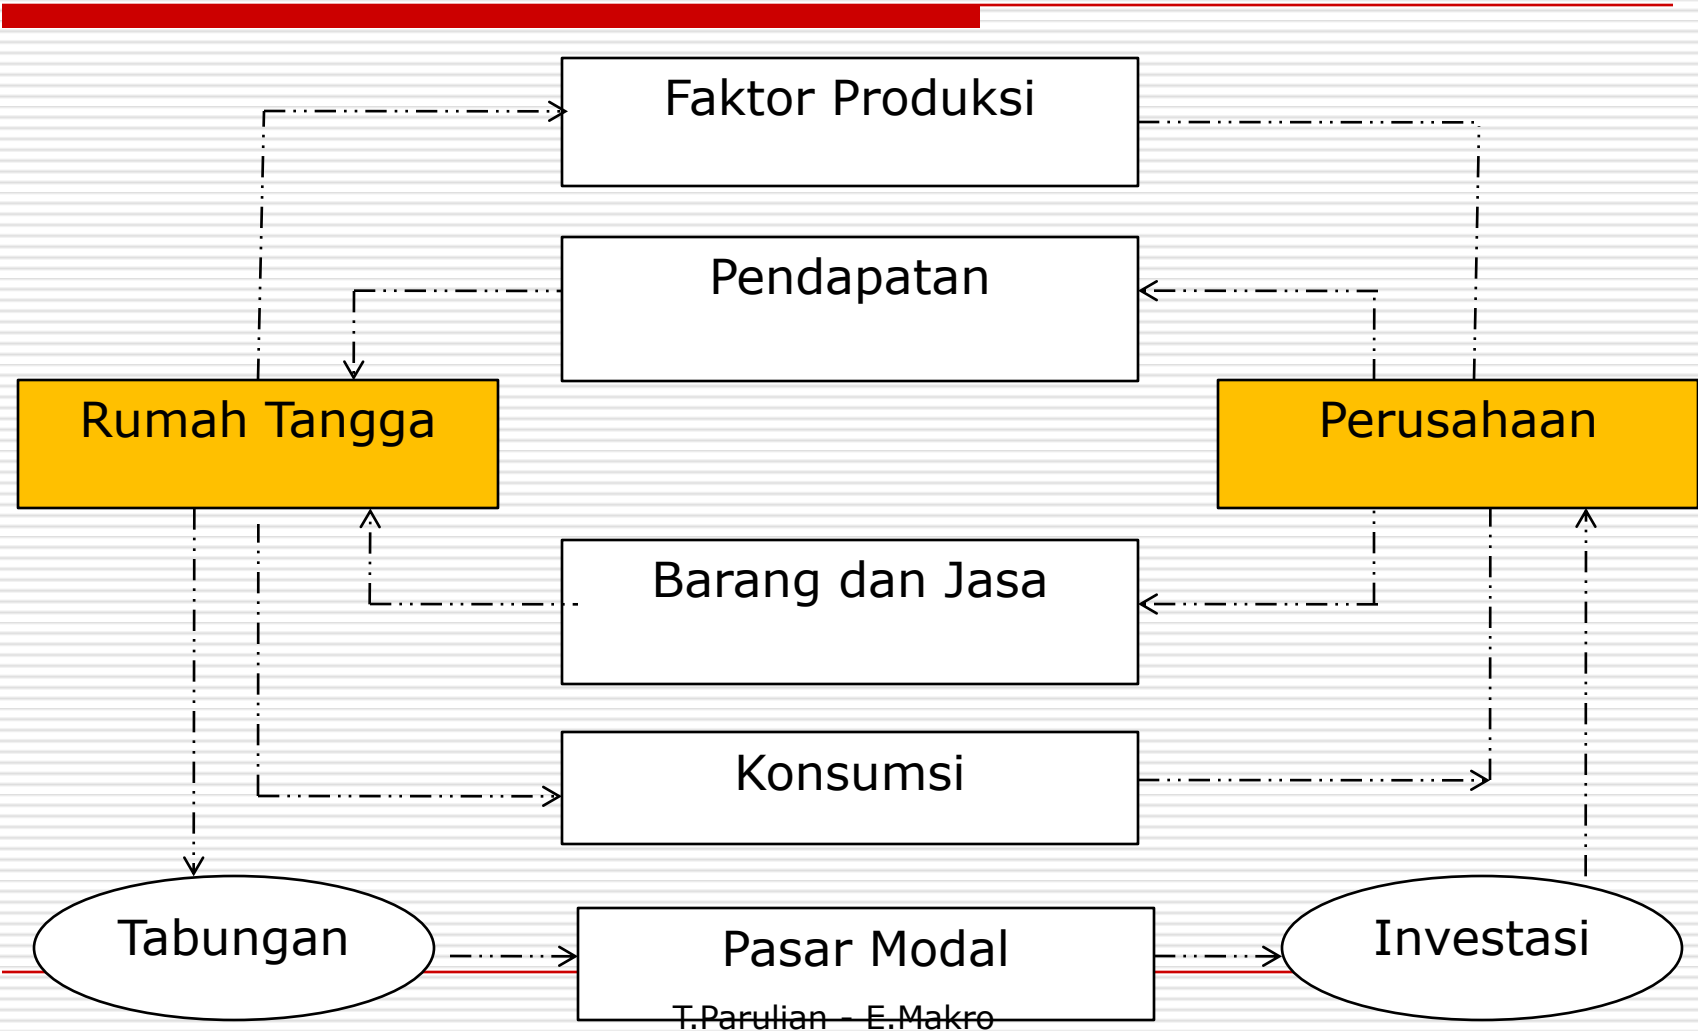 Faktor Produksi
Pendapatan
Rumah Tangga
Perusahaan
Barang dan Jasa
Konsumsi
Tabungan
Pasar Modal
Investasi
T.Parulian - E.Makro